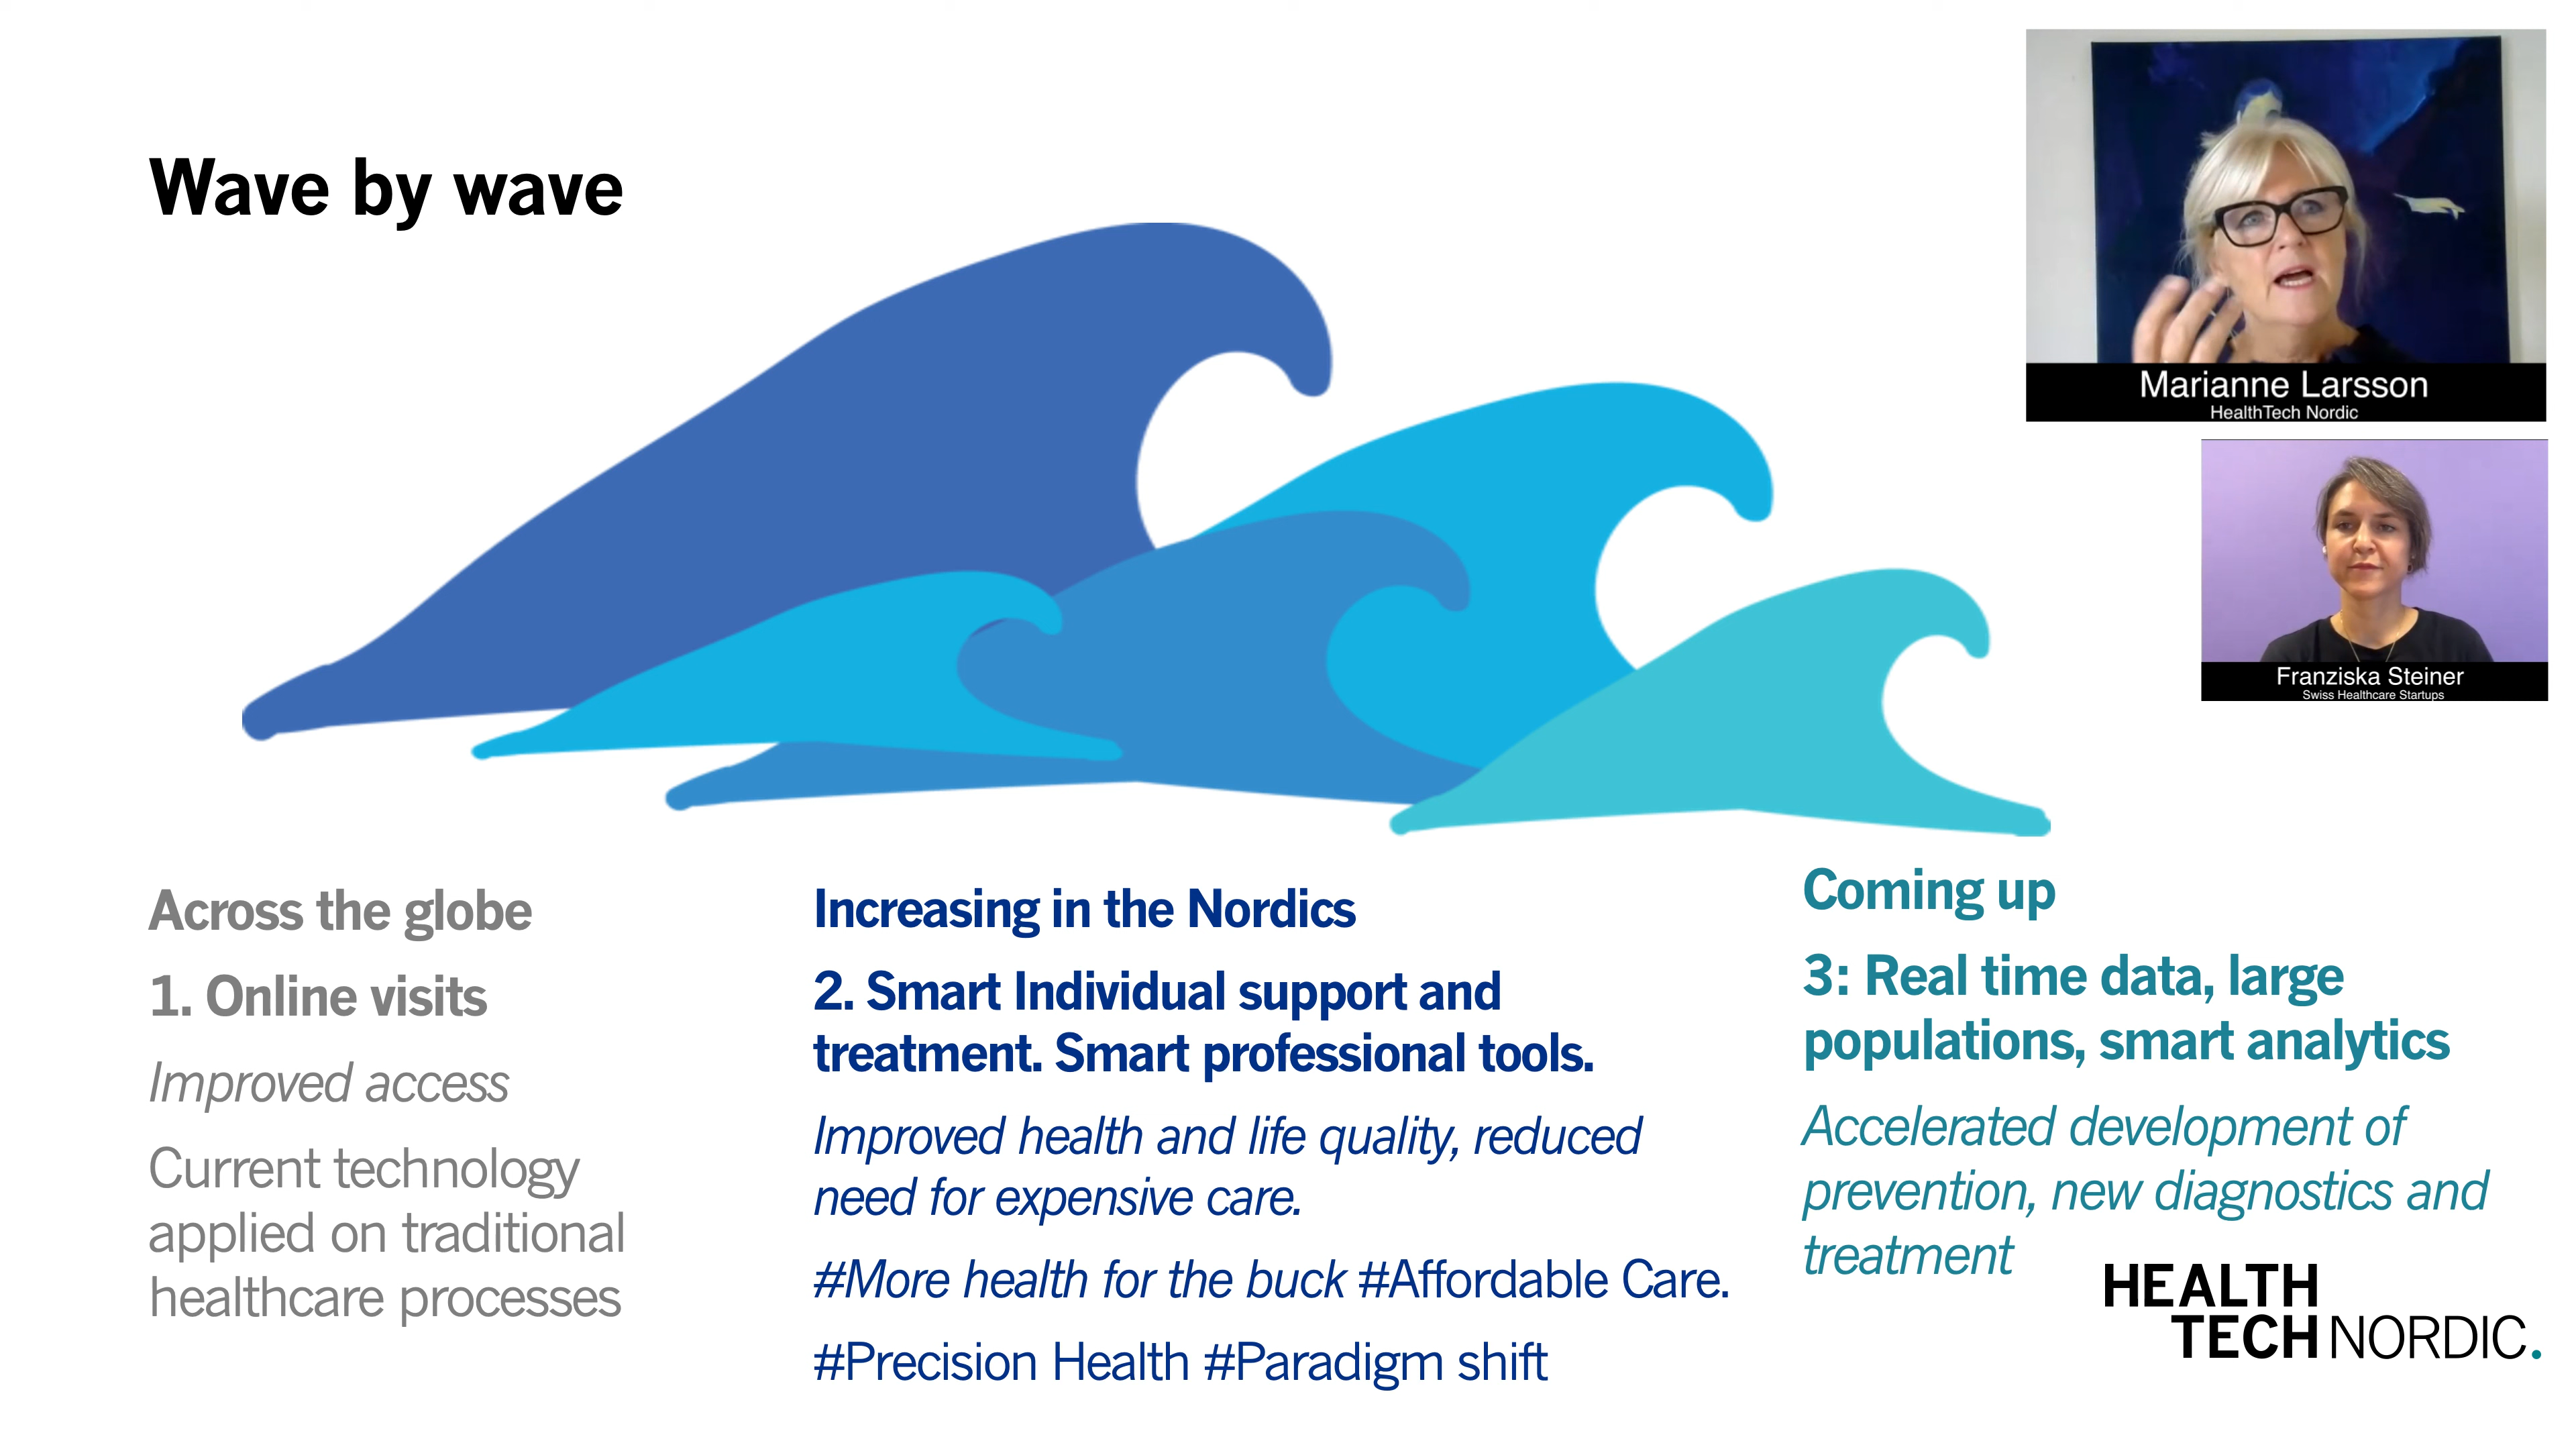 Wave by wave
Marianne Larsson
HealthTech Nordic
Franziska Steiner
Swiss Healthcare Startups
Across the globe
1. Online visits
Improved access
Current technology
applied on traditional
healthcare processes
Increasing in the Nordics
2. Smart Individual support and
treatment. Smart professional tools.
Improved health and life quality, reduced
need for expensive care.
#More health for the buck #Affordable Care.
#Precision Health #Paradigm shift
Coming up
3: Real time data, large
populations, smart analytics
Accelerated development of
prevention, new diagnostics and
treatment
HEALTH
TECH NORDIC.